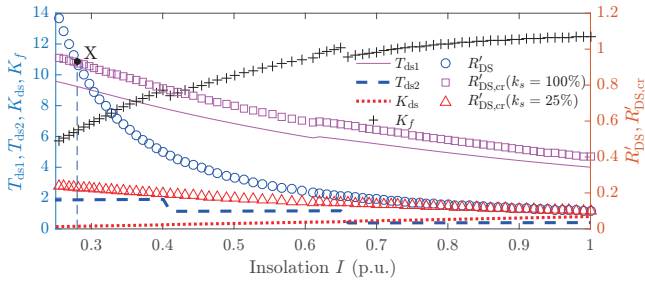 14
12
10
8
6
4
2
0
T_ds1, T_ds2, K_ds, K_f
X
T_ds1
T_ds2
K_ds
K_f
R′_DS
R′_DS,cr(k_s = 100%)
R′_DS,cr(k_s = 25%)
1.2
1
0.8
0.6
0.4
0.2
0
R′_DS, R′_DS,cr
0.3 0.4 0.5 0.6 0.7 0.8 0.9 1
Insolation I (p.u.)